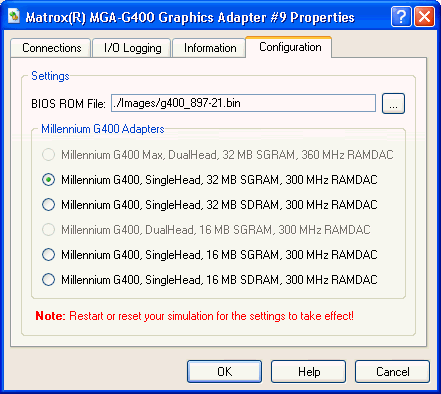 Matrox(R) MGA-G400 Graphics Adapter #9 Properties
Connections I/O Logging Information Configuration
Settings
BIOS ROM File: ./Images/g400_897-21.bin ...
Millennium G400 Adapters
Millennium G400 Max, DualHead, 32 MB SGRAM, 360 MHz RAMDAC
Millennium G400, SingleHead, 32 MB SGRAM, 300 MHz RAMDAC
Millennium G400, SingleHead, 32 MB SDRAM, 300 MHz RAMDAC
Millennium G400, DualHead, 16 MB SGRAM, 300 MHz RAMDAC
Millennium G400, SingleHead, 16 MB SGRAM, 300 MHz RAMDAC
Millennium G400, SingleHead, 16 MB SDRAM, 300 MHz RAMDAC
Note: Restart or reset your simulation for the settings to take effect!
OK Help Cancel